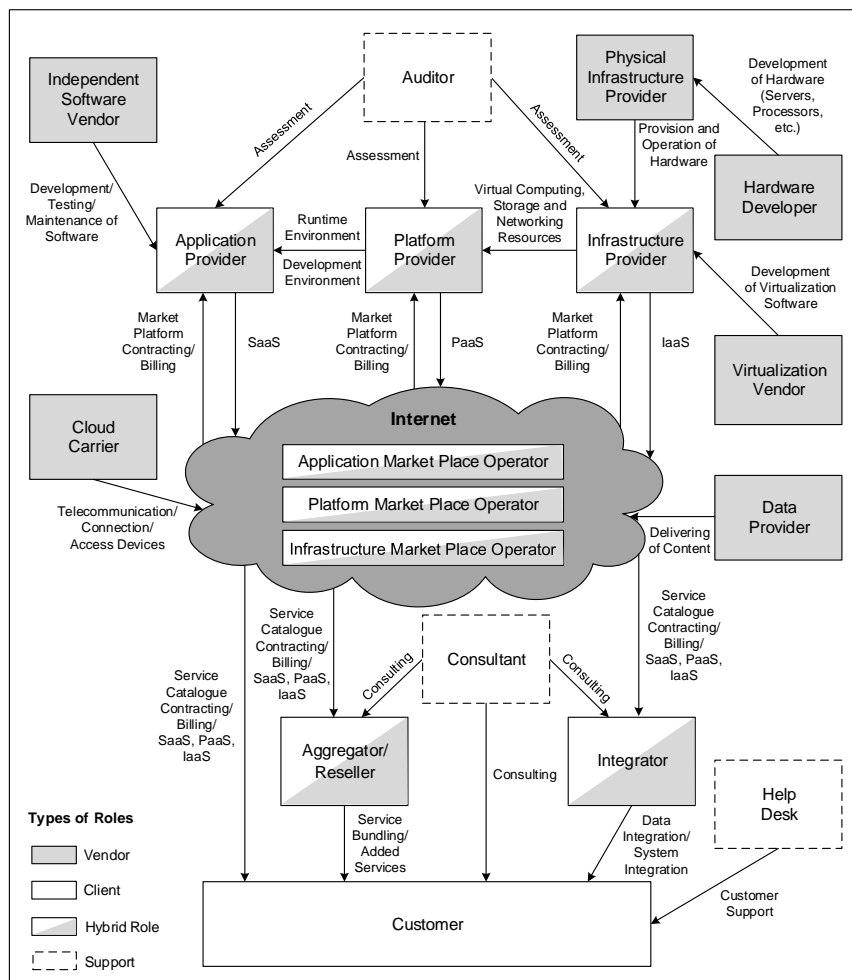 Independent
Software
Vendor
Auditor
Physical
Infrastructure
Provider
Development
of Hardware
(Servers,
Processors,
etc.)
Assessment
Assessment
Assessment
Provision and
Operation of
Hardware
Hardware
Developer
Development/
Testing/
Maintenance of
Software
Application
Provider
Runtime
Environment
Development
Environment
Platform
Provider
Virtual Computing,
Storage and
Networking
Resources
Infrastructure
Provider
Development
of Virtualization
Software
Virtualization
Vendor
Market
Platform
Contracting/
Billing
SaaS
Market
Platform
Contracting/
Billing
PaaS
Market
Platform
Contracting/
Billing
IaaS
Cloud
Carrier
Telecommunication/
Connection/
Access Devices
Internet
Application Market Place Operator
Platform Market Place Operator
Infrastructure Market Place Operator
Data
Provider
Delivering
of Content
Service
Catalogue
Contracting/
Billing/
SaaS, PaaS,
IaaS
Service
Catalogue
Contracting/
Billing/
SaaS, PaaS,
IaaS
Consultant
Consulting
Consulting
Consulting
Service
Catalogue
Contracting/
Billing/
SaaS, PaaS,
IaaS
Aggregator/
Reseller
Integrator
Help
Desk
Service
Bundling/
Added
Services
Data
Integration/
System
Integration
Customer
Support
Customer
Types of Roles
Vendor
Client
Hybrid Role
Support